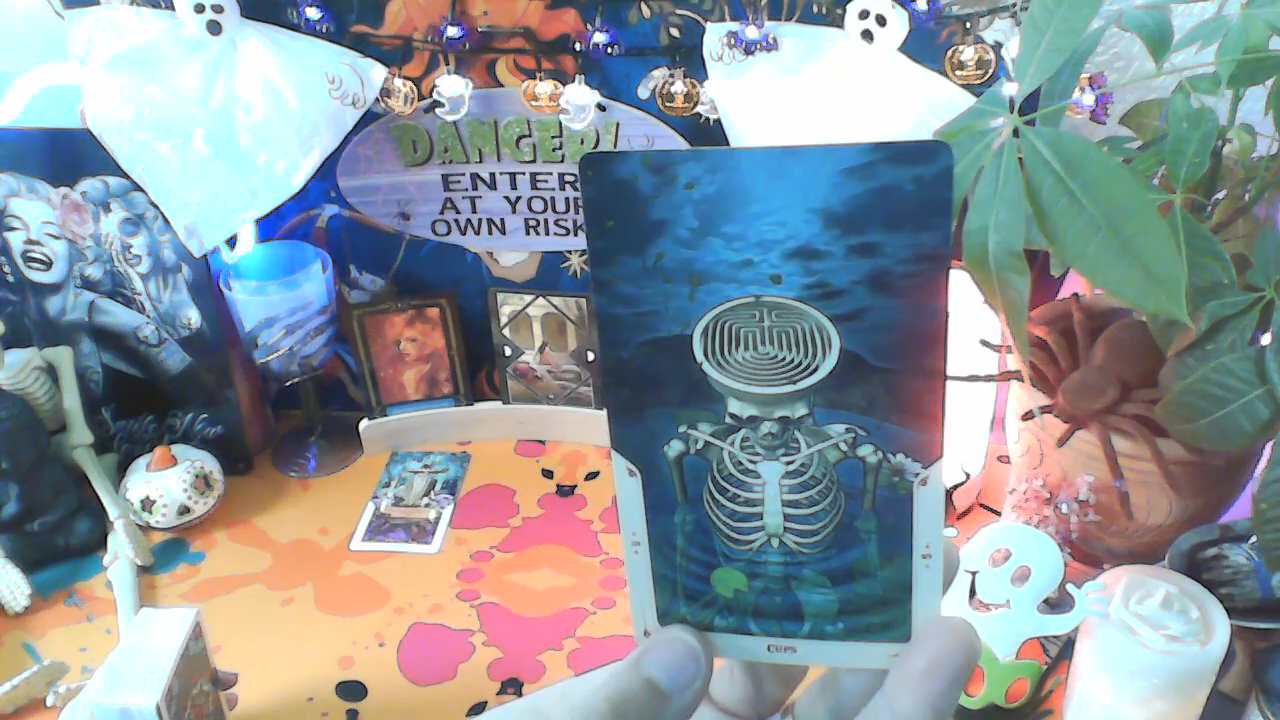 DANGER!
ENTER
AT YOUR
OWN RISK
CUPS